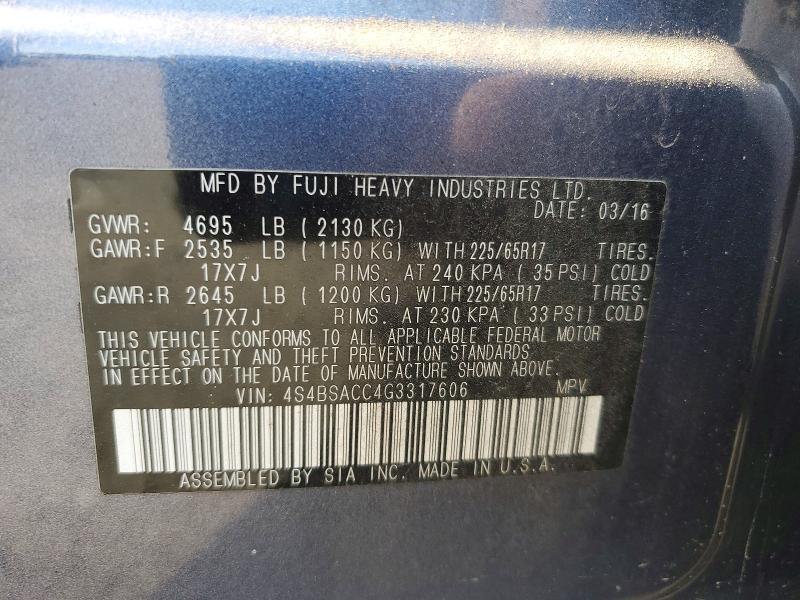 MFD BY FUJI HEAVY INDUSTRIES LTD.
DATE: 03/16
GVWR: 4695 LB ( 2130 KG)
GAWR:F 2535 LB ( 1150 KG) WITH 225/65R17 TIRES.
17X7J RIMS. AT 240 KPA ( 35 PSI) COLD
GAWR:R 2645 LB ( 1200 KG) WITH 225/65R17 TIRES.
17X7J RIMS. AT 230 KPA ( 33 PSI) COLD
THIS VEHICLE CONFORMS TO ALL APPLICABLE FEDERAL MOTOR
VEHICLE SAFETY AND THEFT PREVENTION STANDARDS
IN EFFECT ON THE DATE OF MANUFACTURE SHOWN ABOVE.
VIN: 4S4BSACC4G3317606 MPV
ASSEMBLED BY SIA INC. MADE IN U.S.A.